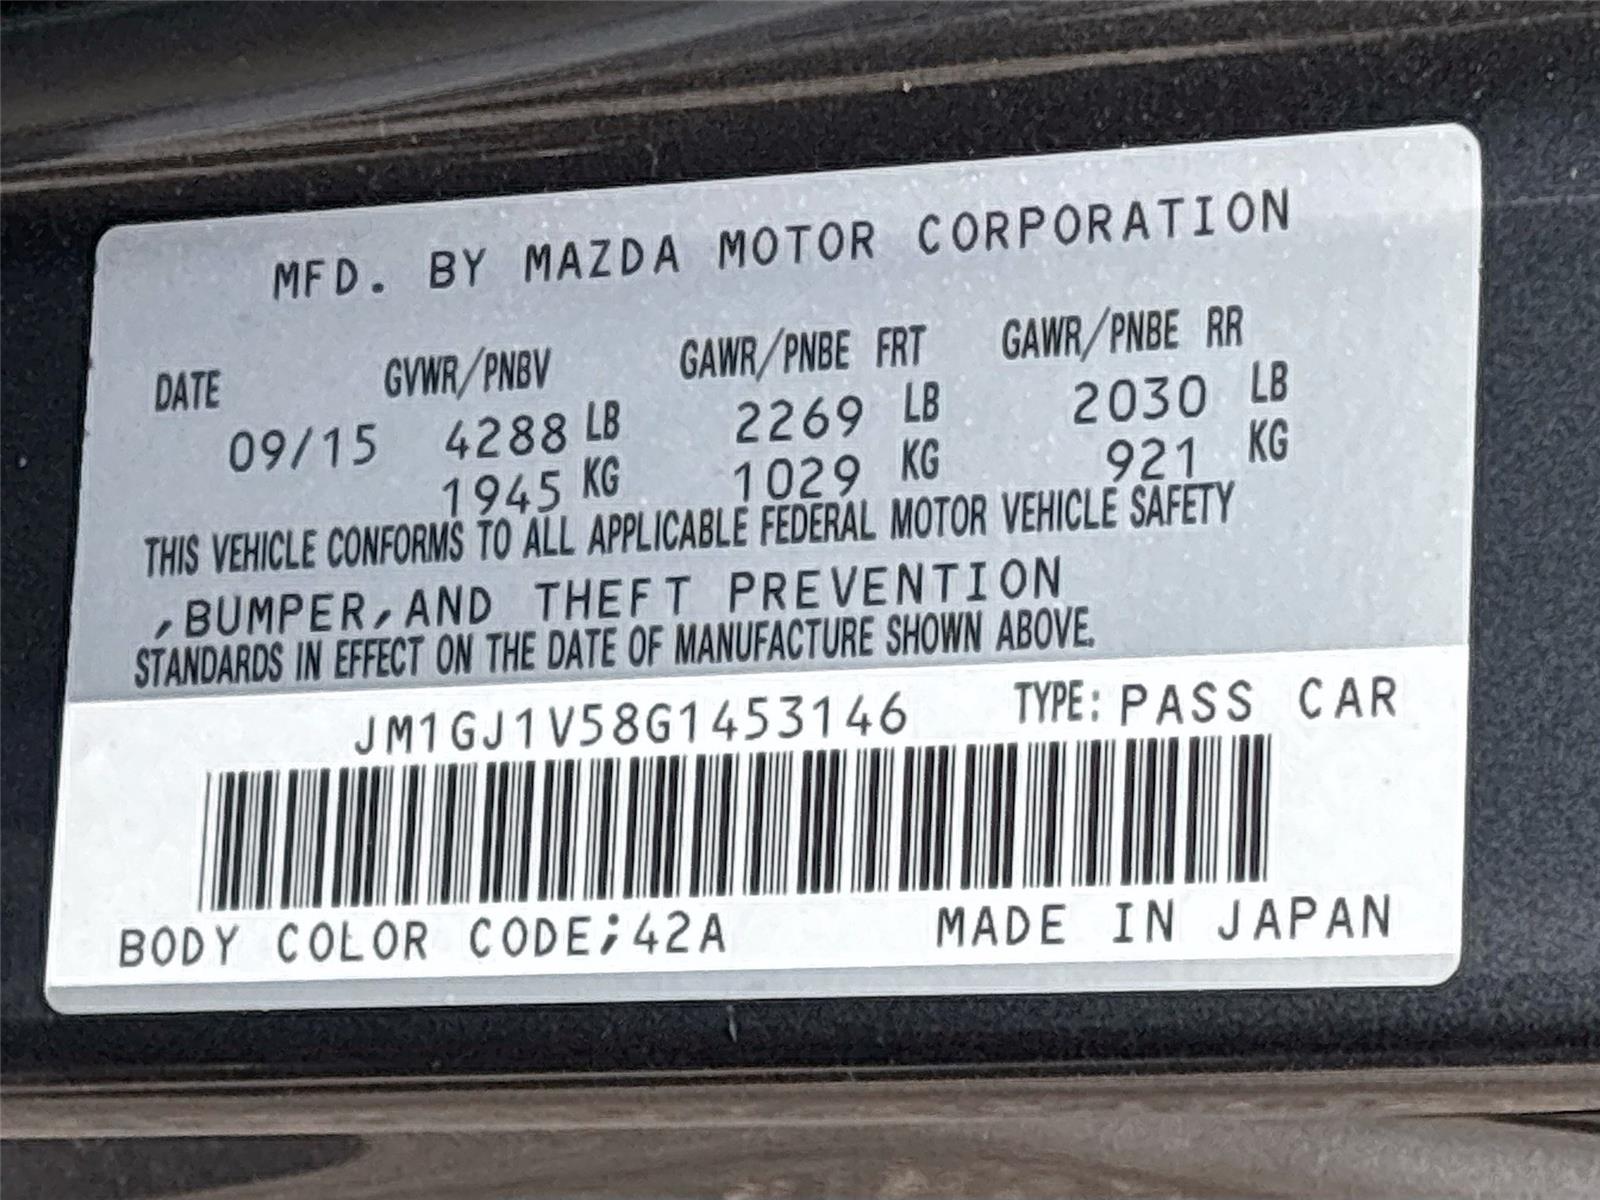 MFD. BY MAZDA MOTOR CORPORATION
DATE GVWR/PNBV GAWR/PNBE FRT GAWR/PNBE RR
09/15 4288 LB 2269 LB 2030 LB
1945 KG 1029 KG 921 KG
THIS VEHICLE CONFORMS TO ALL APPLICABLE FEDERAL MOTOR VEHICLE SAFETY
,BUMPER,AND THEFT PREVENTION
STANDARDS IN EFFECT ON THE DATE OF MANUFACTURE SHOWN ABOVE.
JM1GJ1V58G1453146 TYPE: PASS CAR
BODY COLOR CODE;42A MADE IN JAPAN